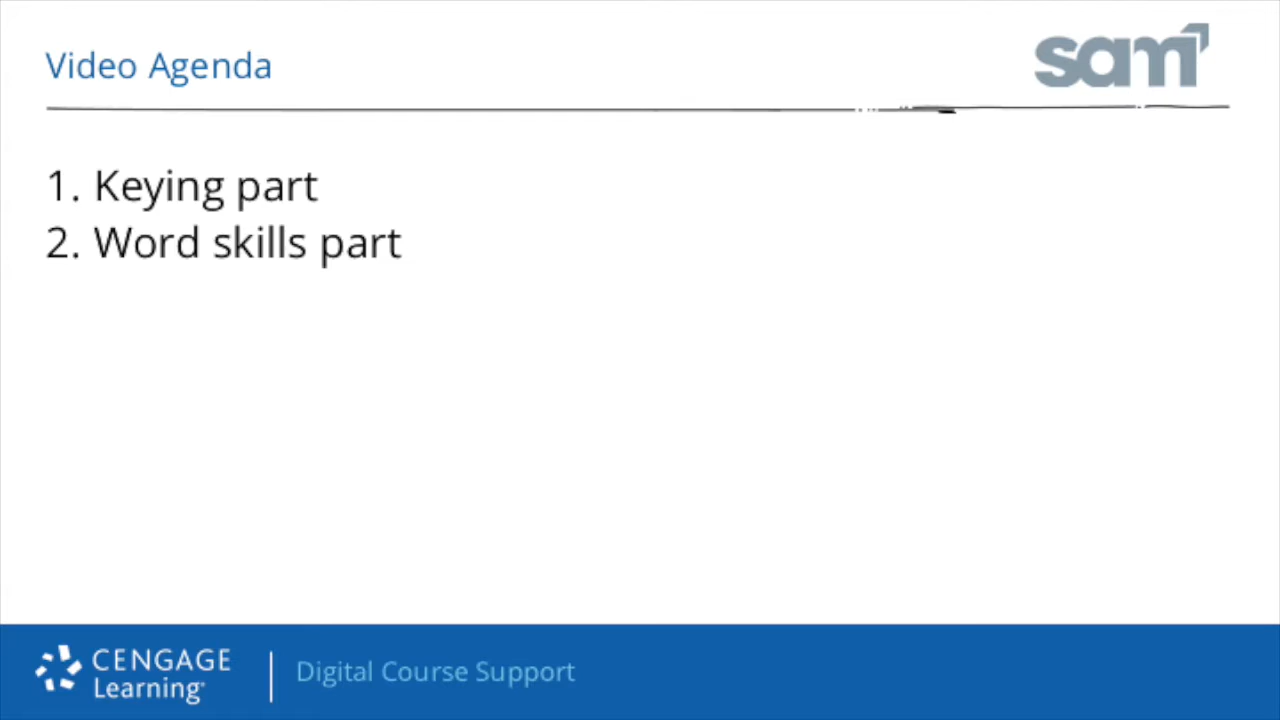 Video Agenda
sam
1. Keying part
2. Word skills part
CENGAGE
Learning
Digital Course Support